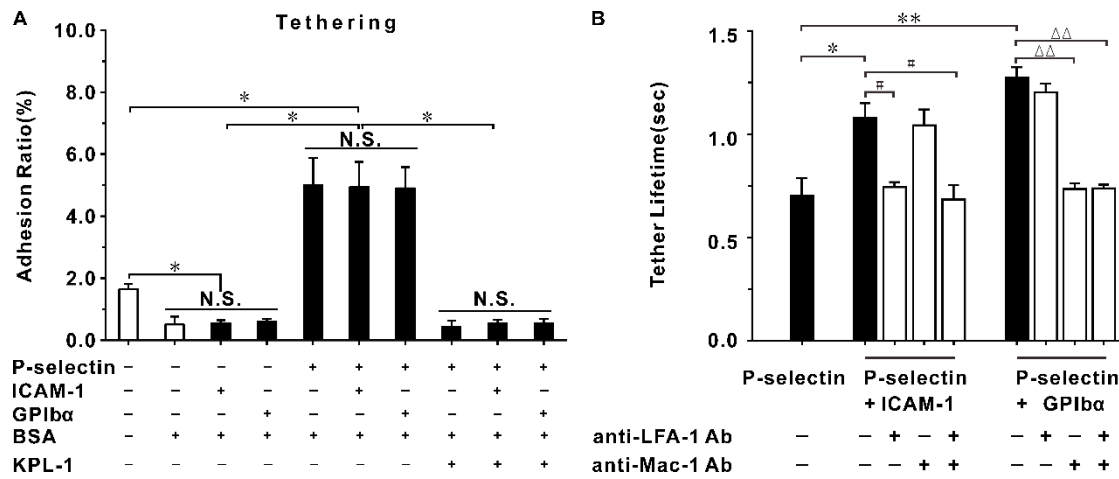 A
Tethering
Adhesion Ratio(%)
10.0
8.0
6.0
4.0
2.0
0.0
*
*
*
*
N.S.
N.S.
N.S.
P-selectin − − − − + + + + + +
ICAM-1 − − + − − + − − + −
GPIbα − − − + − − + − − +
BSA − + + + + + + + + +
KPL-1 − − − − − − − + + +
B
Tether Lifetime(sec)
1.5
1.0
0.5
0.0
**
*
¤
¤
△△
△△
P-selectin
P-selectin
+ ICAM-1
P-selectin
+ GPIbα
anti-LFA-1 Ab − − + − + − + − +
anti-Mac-1 Ab − − − + + − − + +